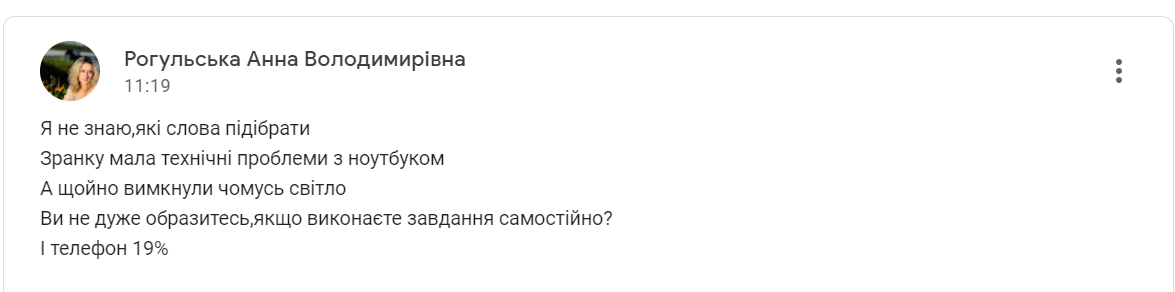 Рогульська Анна Володимирівна
11:19
Я не знаю,які слова підібрати
Зранку мала технічні проблеми з ноутбуком
А щойно вимкнули чомусь світло
Ви не дуже образитесь,якщо виконаєте завдання самостійно?
І телефон 19%